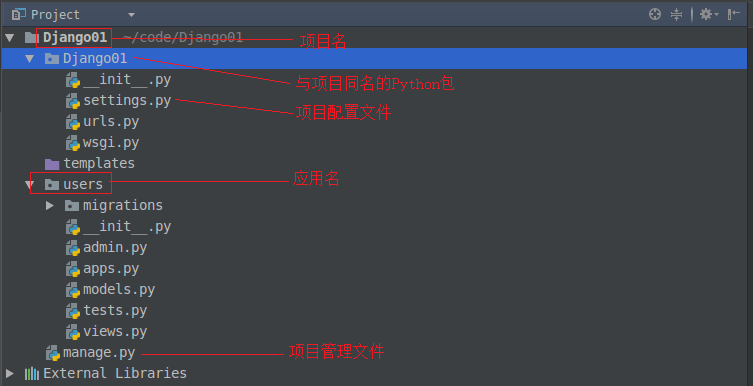 Project
Django01 ~/code/Django01 项目名
Django01 与项目同名的Python包
__init__.py
settings.py 项目配置文件
urls.py
wsgi.py
templates
users 应用名
migrations
__init__.py
admin.py
apps.py
models.py
tests.py
views.py
manage.py 项目管理文件
External Libraries